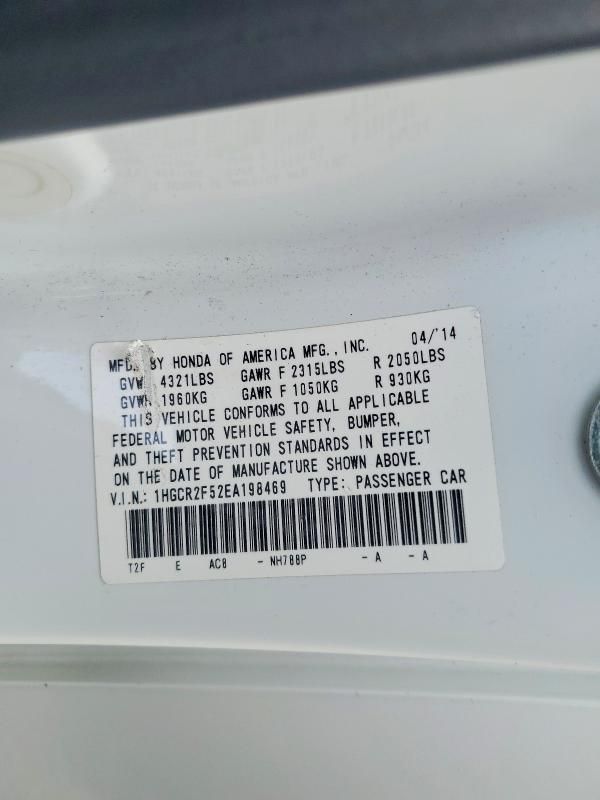 MFD. BY HONDA OF AMERICA MFG., INC. 04/'14
GVWR 4321LBS GAWR F 2315LBS R 2050LBS
GVWR 1960KG GAWR F 1050KG R 930KG
THIS VEHICLE CONFORMS TO ALL APPLICABLE
FEDERAL MOTOR VEHICLE SAFETY, BUMPER,
AND THEFT PREVENTION STANDARDS IN EFFECT
ON THE DATE OF MANUFACTURE SHOWN ABOVE.
V.I.N.: 1HGCR2F52EA198469 TYPE: PASSENGER CAR
T2F E AC8 - NH788P - A - A